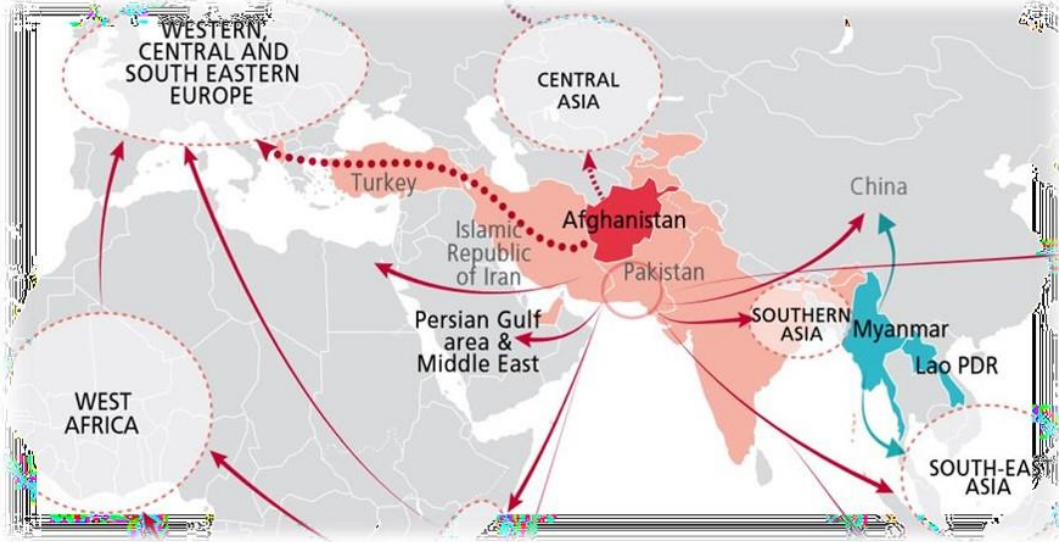 WESTERN,
CENTRAL AND
SOUTH EASTERN
EUROPE
CENTRAL
ASIA
Turkey
Afghanistan
China
Islamic
Republic
of Iran
Pakistan
Persian Gulf
area &
Middle East
SOUTHERN
ASIA
Myanmar
Lao PDR
WEST
AFRICA
SOUTH-EAST
ASIA